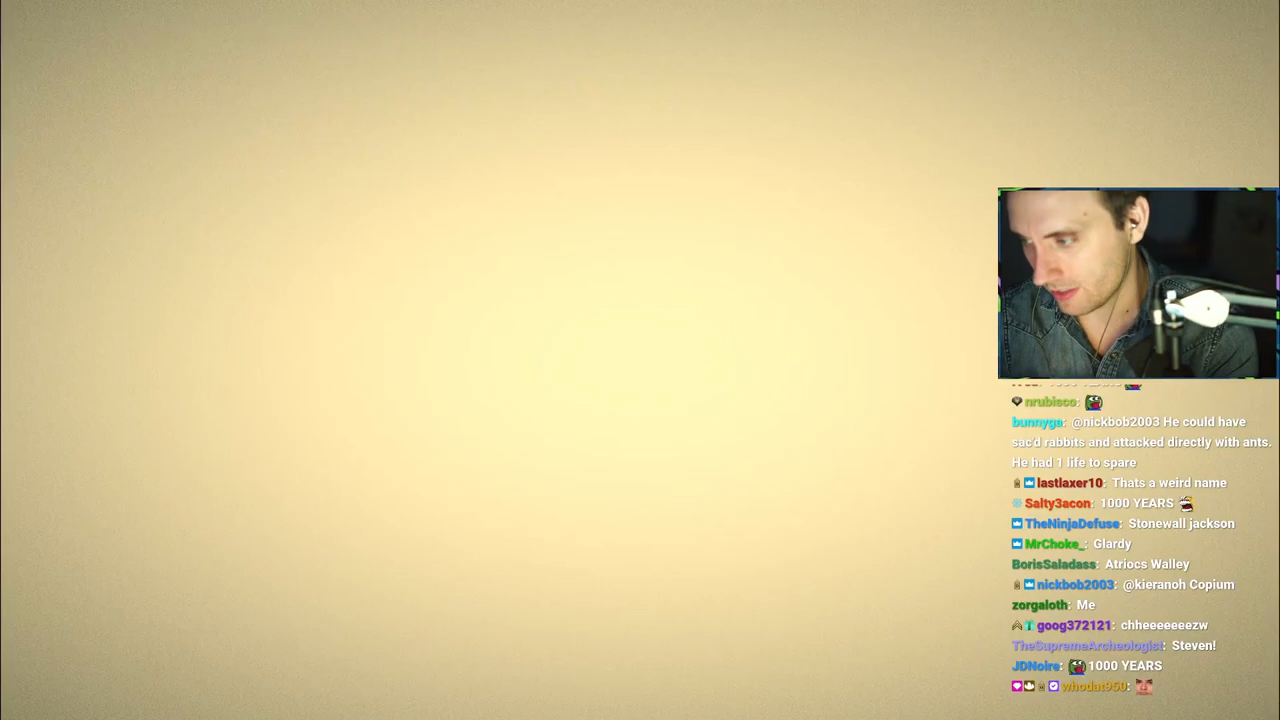 nrubisco:
bunnyga: @nickbob2003 He could have
sac'd rabbits and attacked directly with ants.
He had 1 life to spare
lastlaxer10: Thats a weird name
Salty3acon: 1000 YEARS
TheNinjaDefuse: Stonewall jackson
MrChoke_: Glardy
BorisSaladass: Atriocs Walley
nickbob2003: @kieranoh Copium
zorgaloth: Me
goog372121: chheeeeeeezw
TheSupremeArcheologist: Steven!
JDNoire: 1000 YEARS
whodat950: